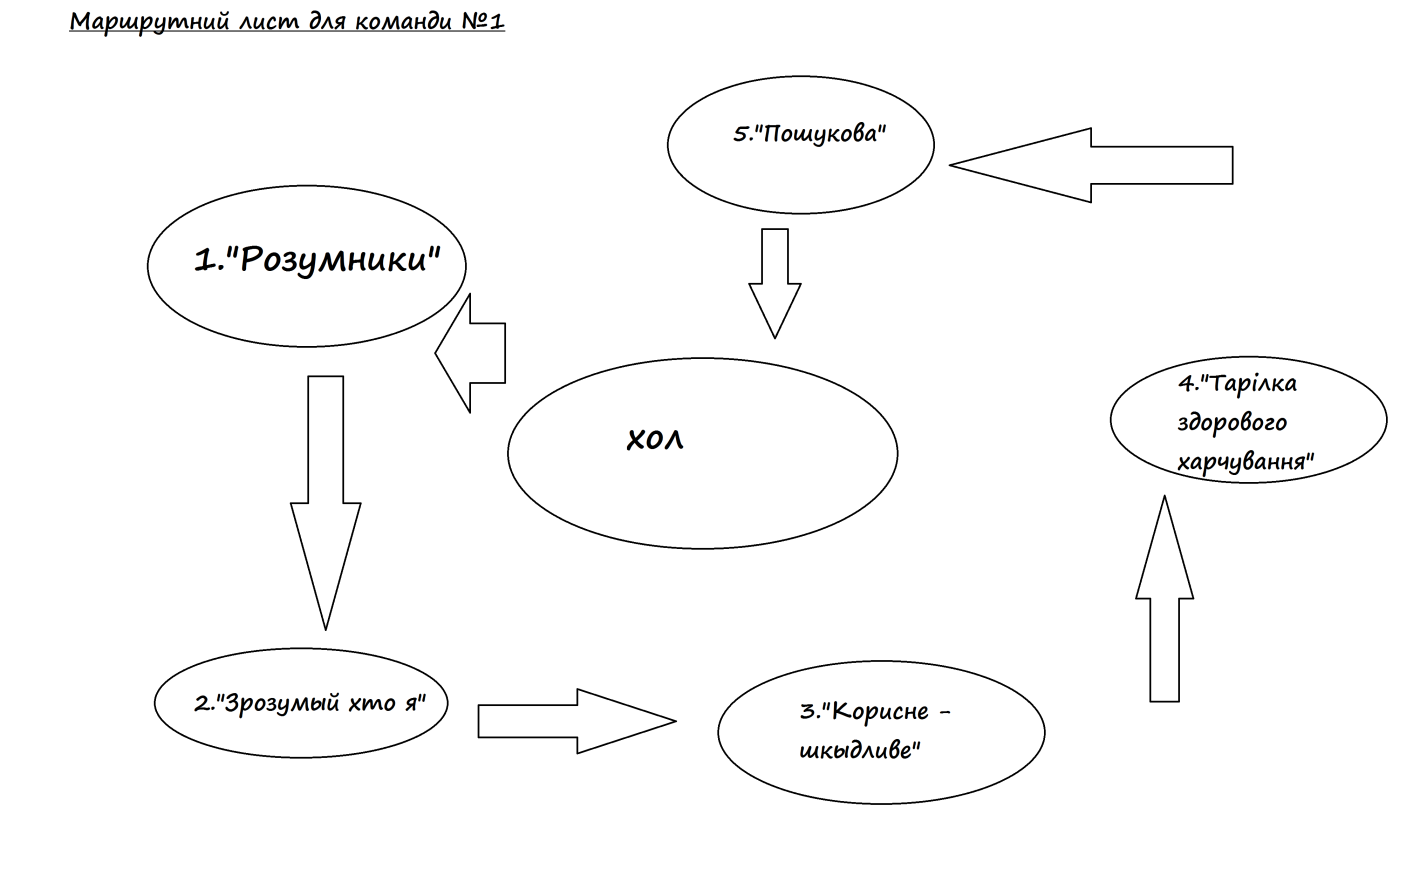 Маршрутний лист для команди №1
5."Пошукова"
1."Розумники"
хол
4."Тарілка
здорового
харчування"
2."Зрозумый хто я"
3."Корисне -
шкыдливе"